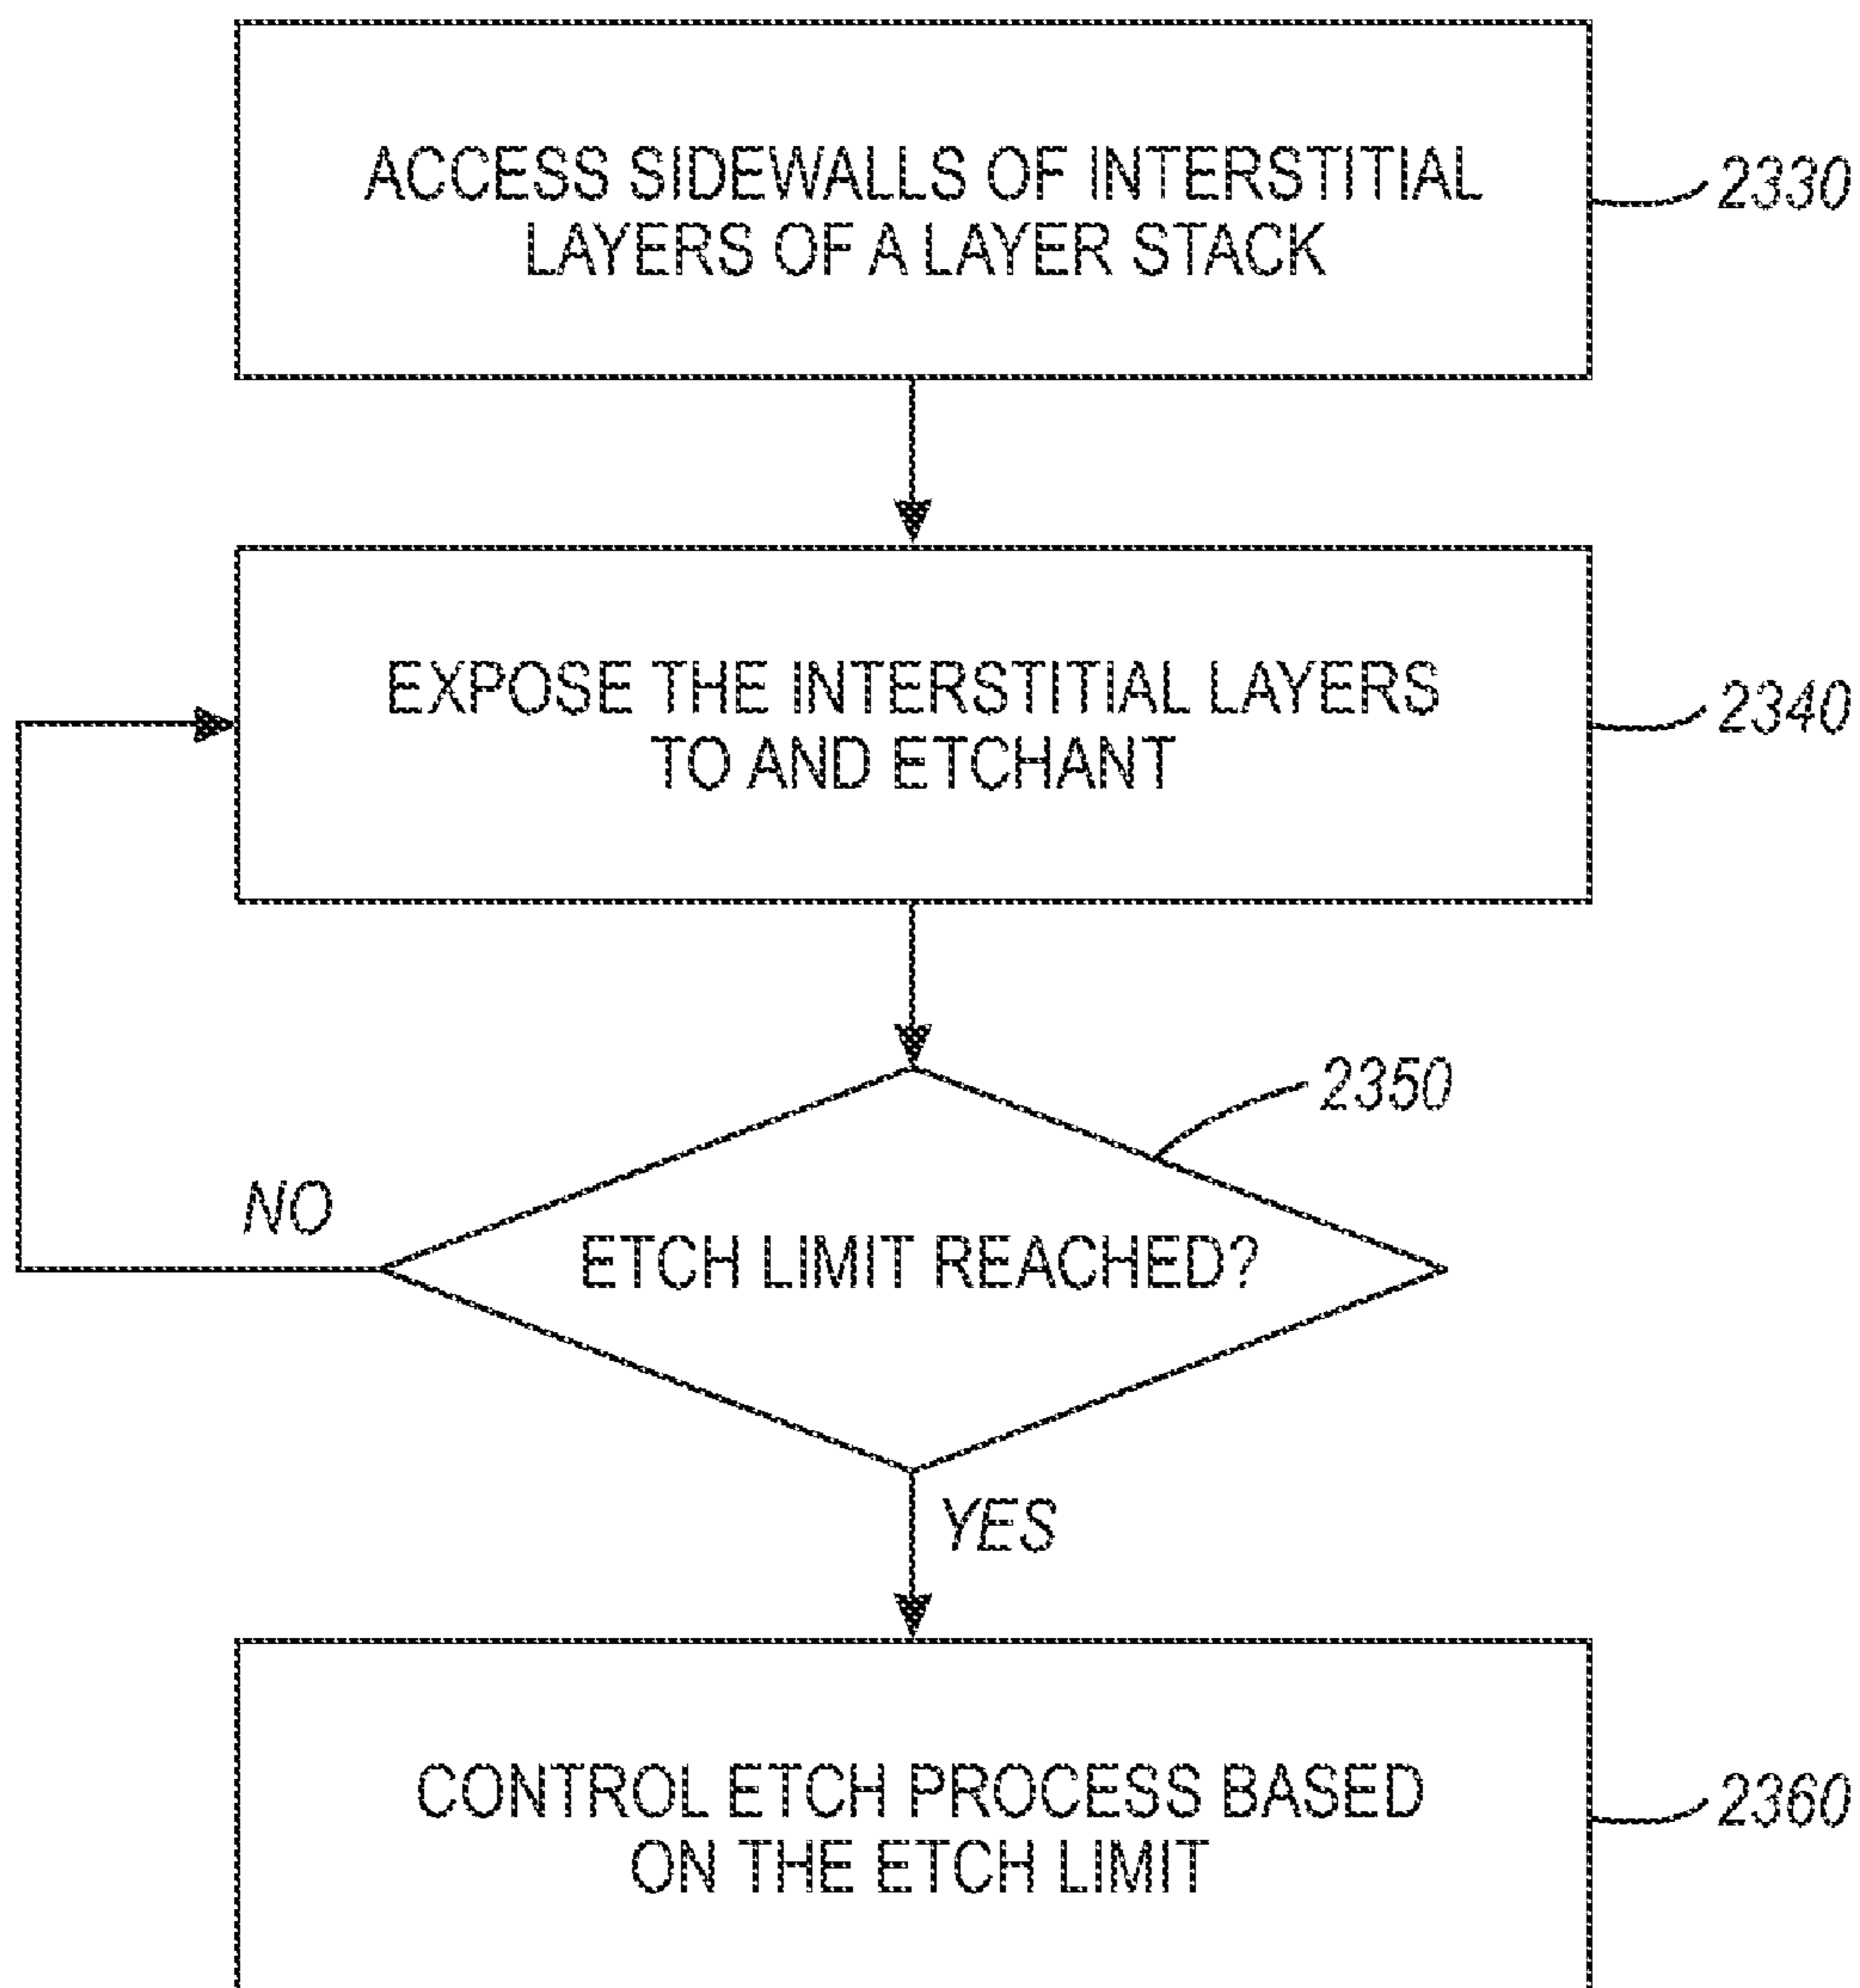 ACCESS SIDEWALLS OF INTERSTITIAL
LAYERS OF A LAYER STACK
2330
EXPOSE THE INTERSTITIAL LAYERS
TO AND ETCHANT
2340
2350
NO
ETCH LIMIT REACHED?
YES
CONTROL ETCH PROCESS BASED
ON THE ETCH LIMIT
2360